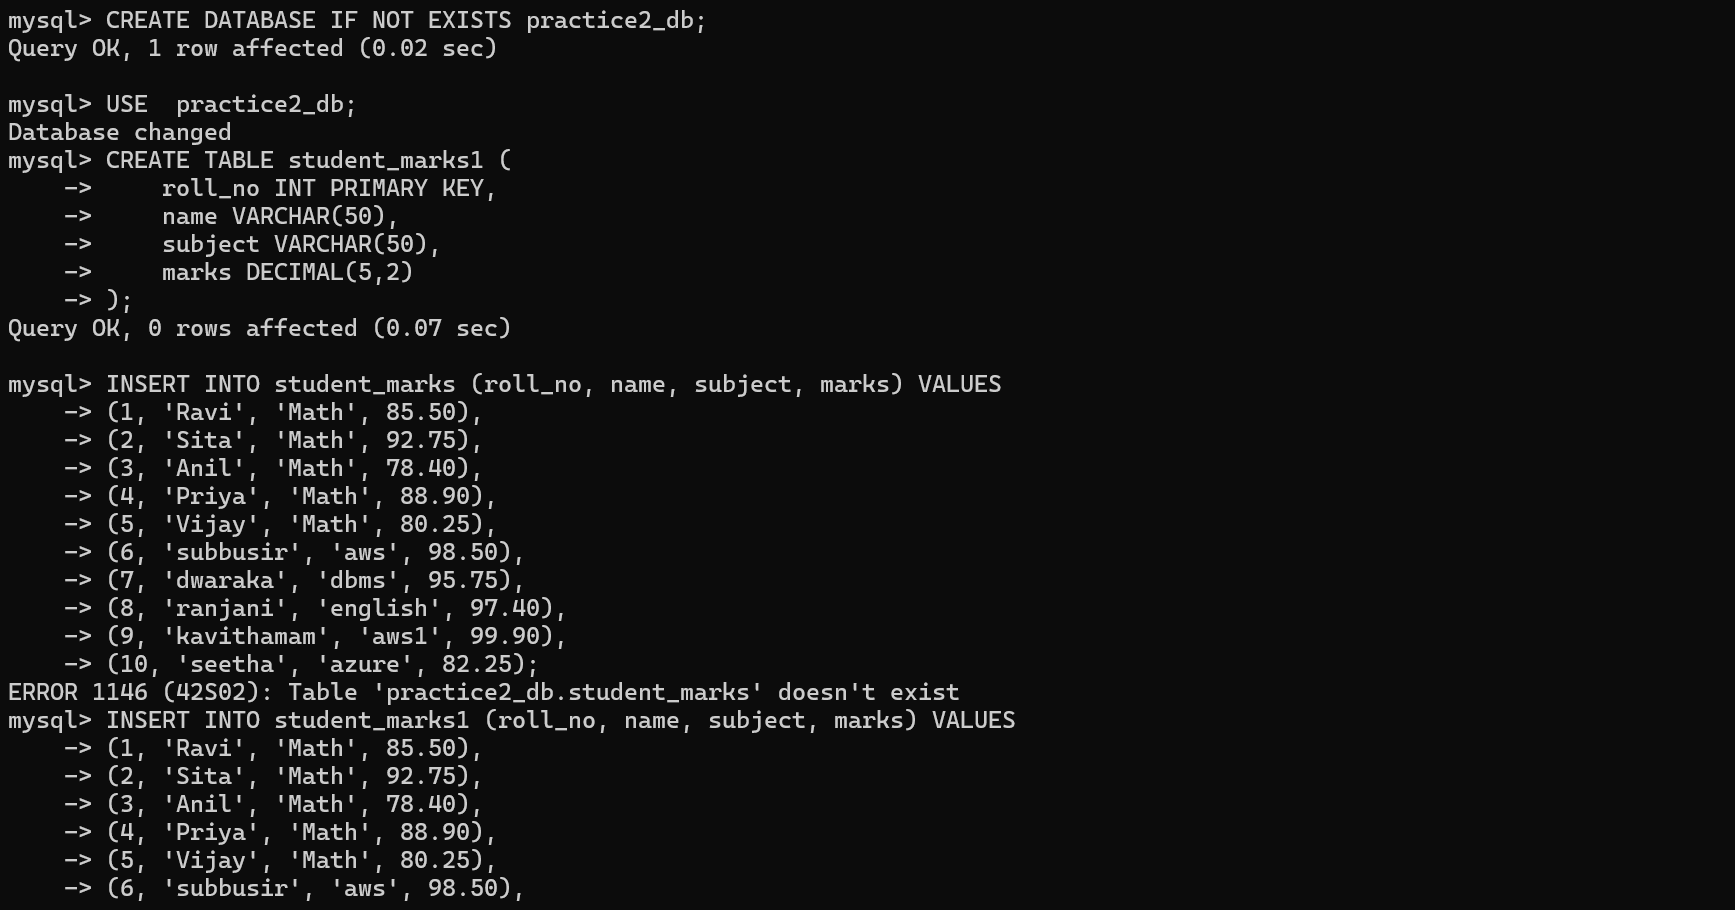 mysql> CREATE DATABASE IF NOT EXISTS practice2_db;
Query OK, 1 row affected (0.02 sec)

mysql> USE  practice2_db;
Database changed
mysql> CREATE TABLE student_marks1 (
    ->     roll_no INT PRIMARY KEY,
    ->     name VARCHAR(50),
    ->     subject VARCHAR(50),
    ->     marks DECIMAL(5,2)
    -> );
Query OK, 0 rows affected (0.07 sec)

mysql> INSERT INTO student_marks (roll_no, name, subject, marks) VALUES
    -> (1, 'Ravi', 'Math', 85.50),
    -> (2, 'Sita', 'Math', 92.75),
    -> (3, 'Anil', 'Math', 78.40),
    -> (4, 'Priya', 'Math', 88.90),
    -> (5, 'Vijay', 'Math', 80.25),
    -> (6, 'subbusir', 'aws', 98.50),
    -> (7, 'dwaraka', 'dbms', 95.75),
    -> (8, 'ranjani', 'english', 97.40),
    -> (9, 'kavithamam', 'aws1', 99.90),
    -> (10, 'seetha', 'azure', 82.25);
ERROR 1146 (42S02): Table 'practice2_db.student_marks' doesn't exist
mysql> INSERT INTO student_marks1 (roll_no, name, subject, marks) VALUES
    -> (1, 'Ravi', 'Math', 85.50),
    -> (2, 'Sita', 'Math', 92.75),
    -> (3, 'Anil', 'Math', 78.40),
    -> (4, 'Priya', 'Math', 88.90),
    -> (5, 'Vijay', 'Math', 80.25),
    -> (6, 'subbusir', 'aws', 98.50),